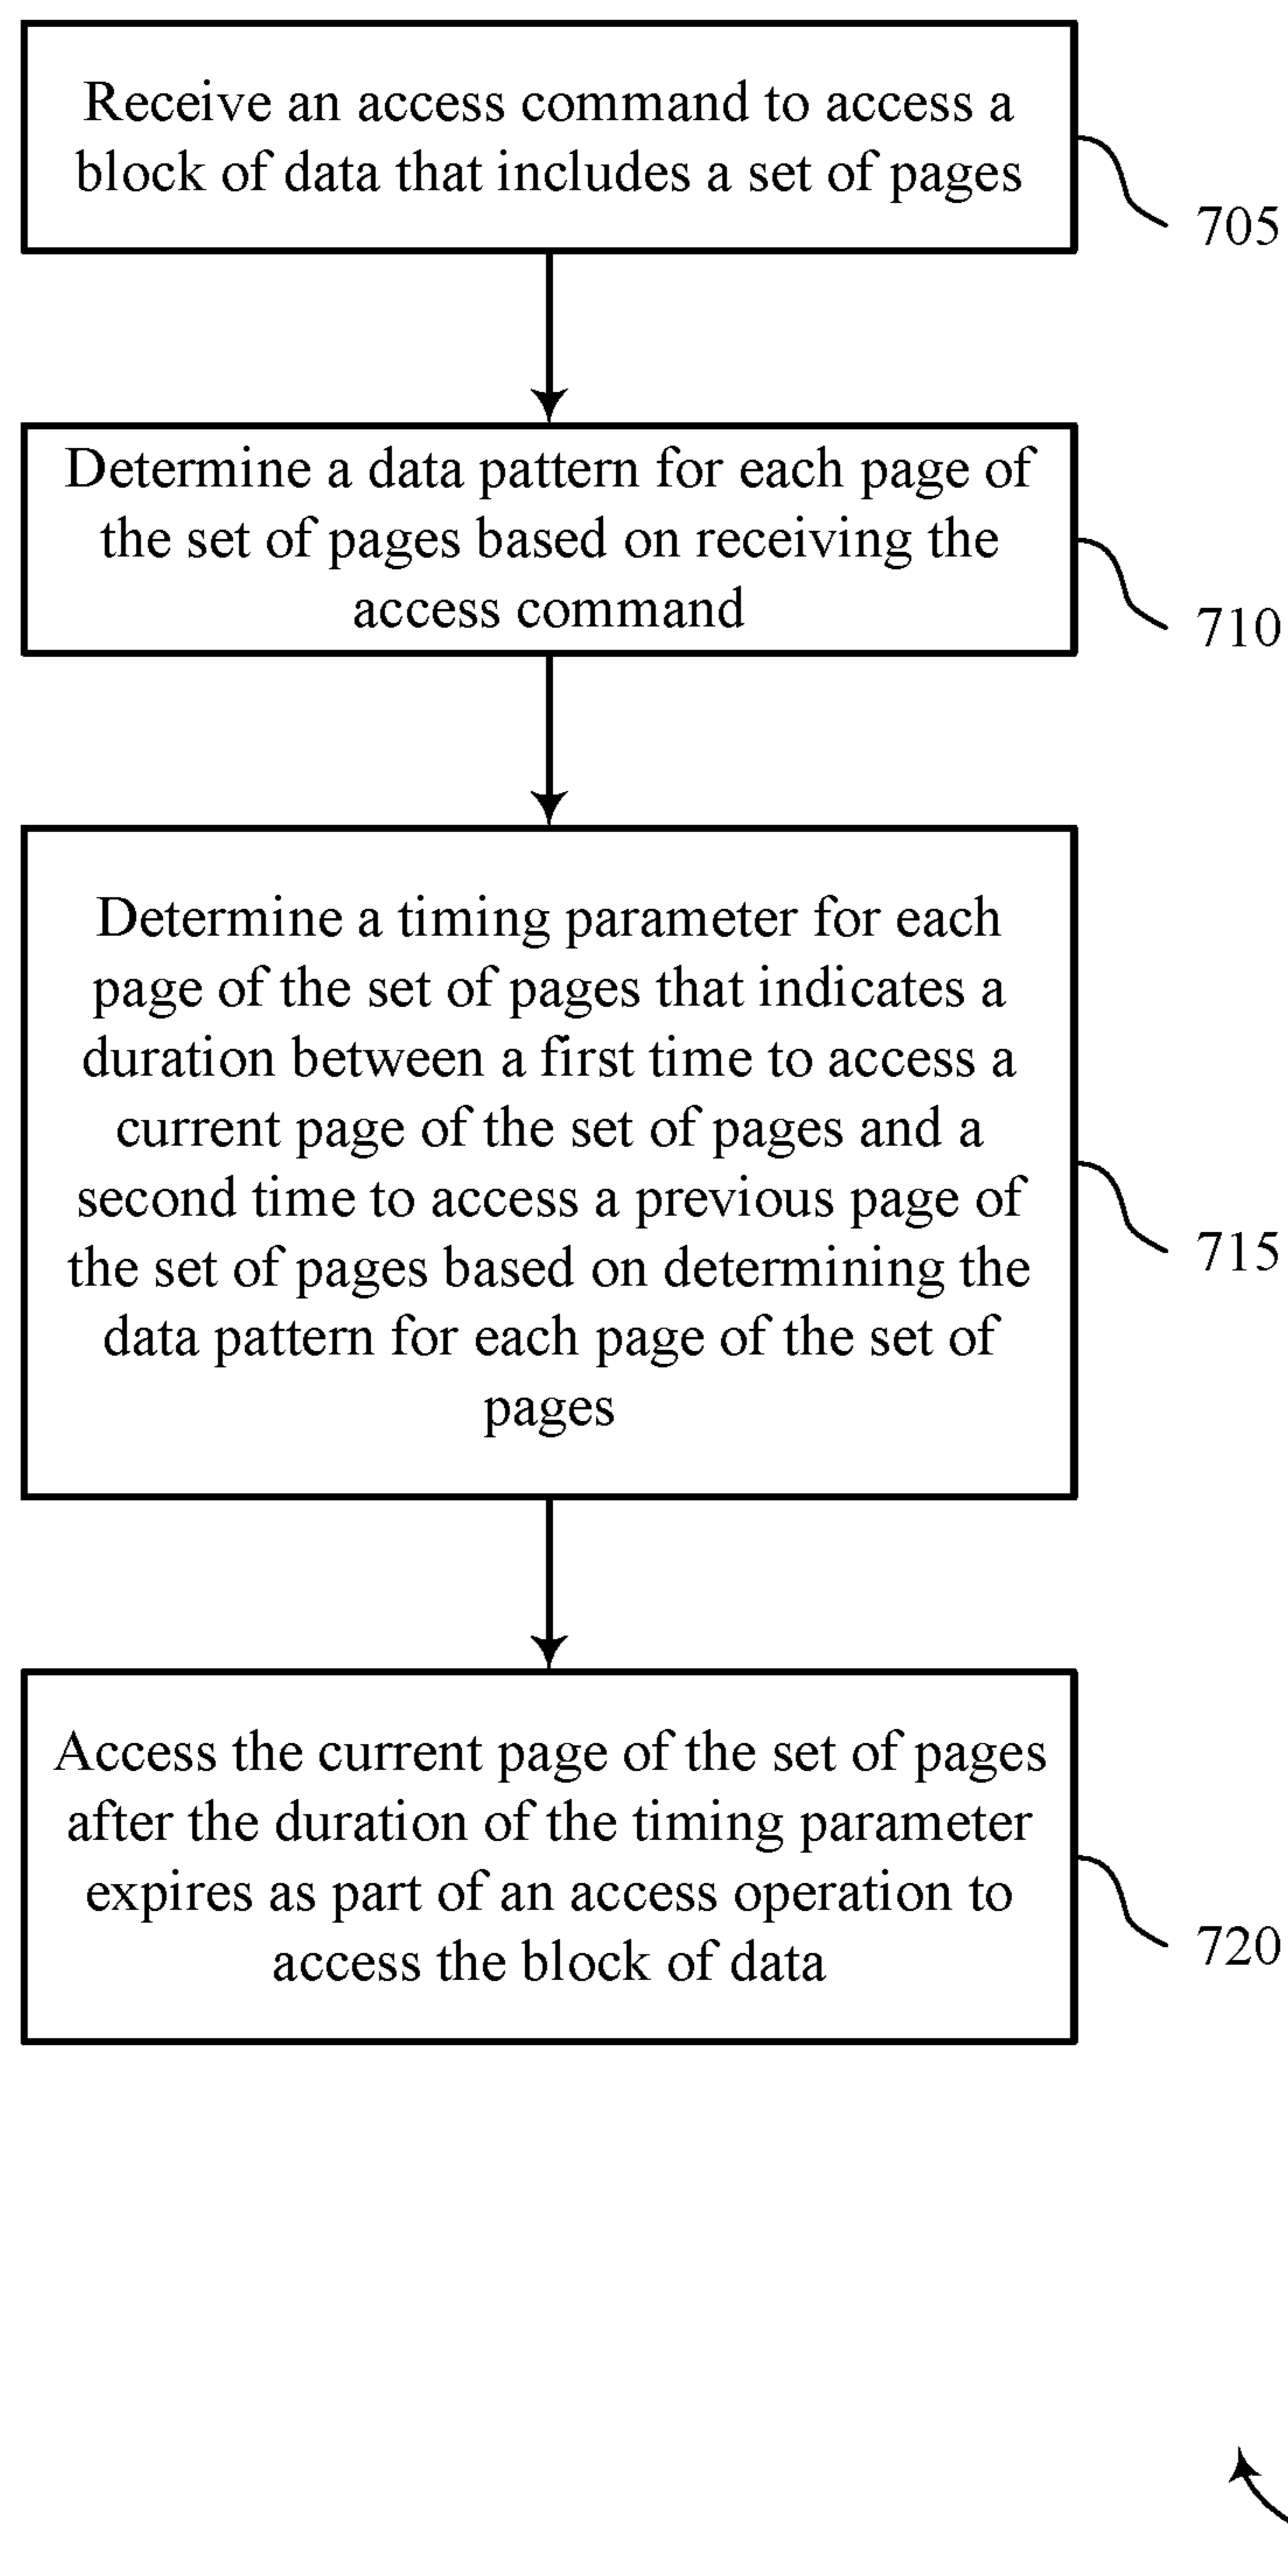 Receive an access command to access a
block of data that includes a set of pages
705
Determine a data pattern for each page of
the set of pages based on receiving the
access command
710
Determine a timing parameter for each
page of the set of pages that indicates a
duration between a first time to access a
current page of the set of pages and a
second time to access a previous page of
the set of pages based on determining the
data pattern for each page of the set of
pages
715
Access the current page of the set of pages
after the duration of the timing parameter
expires as part of an access operation to
access the block of data
720